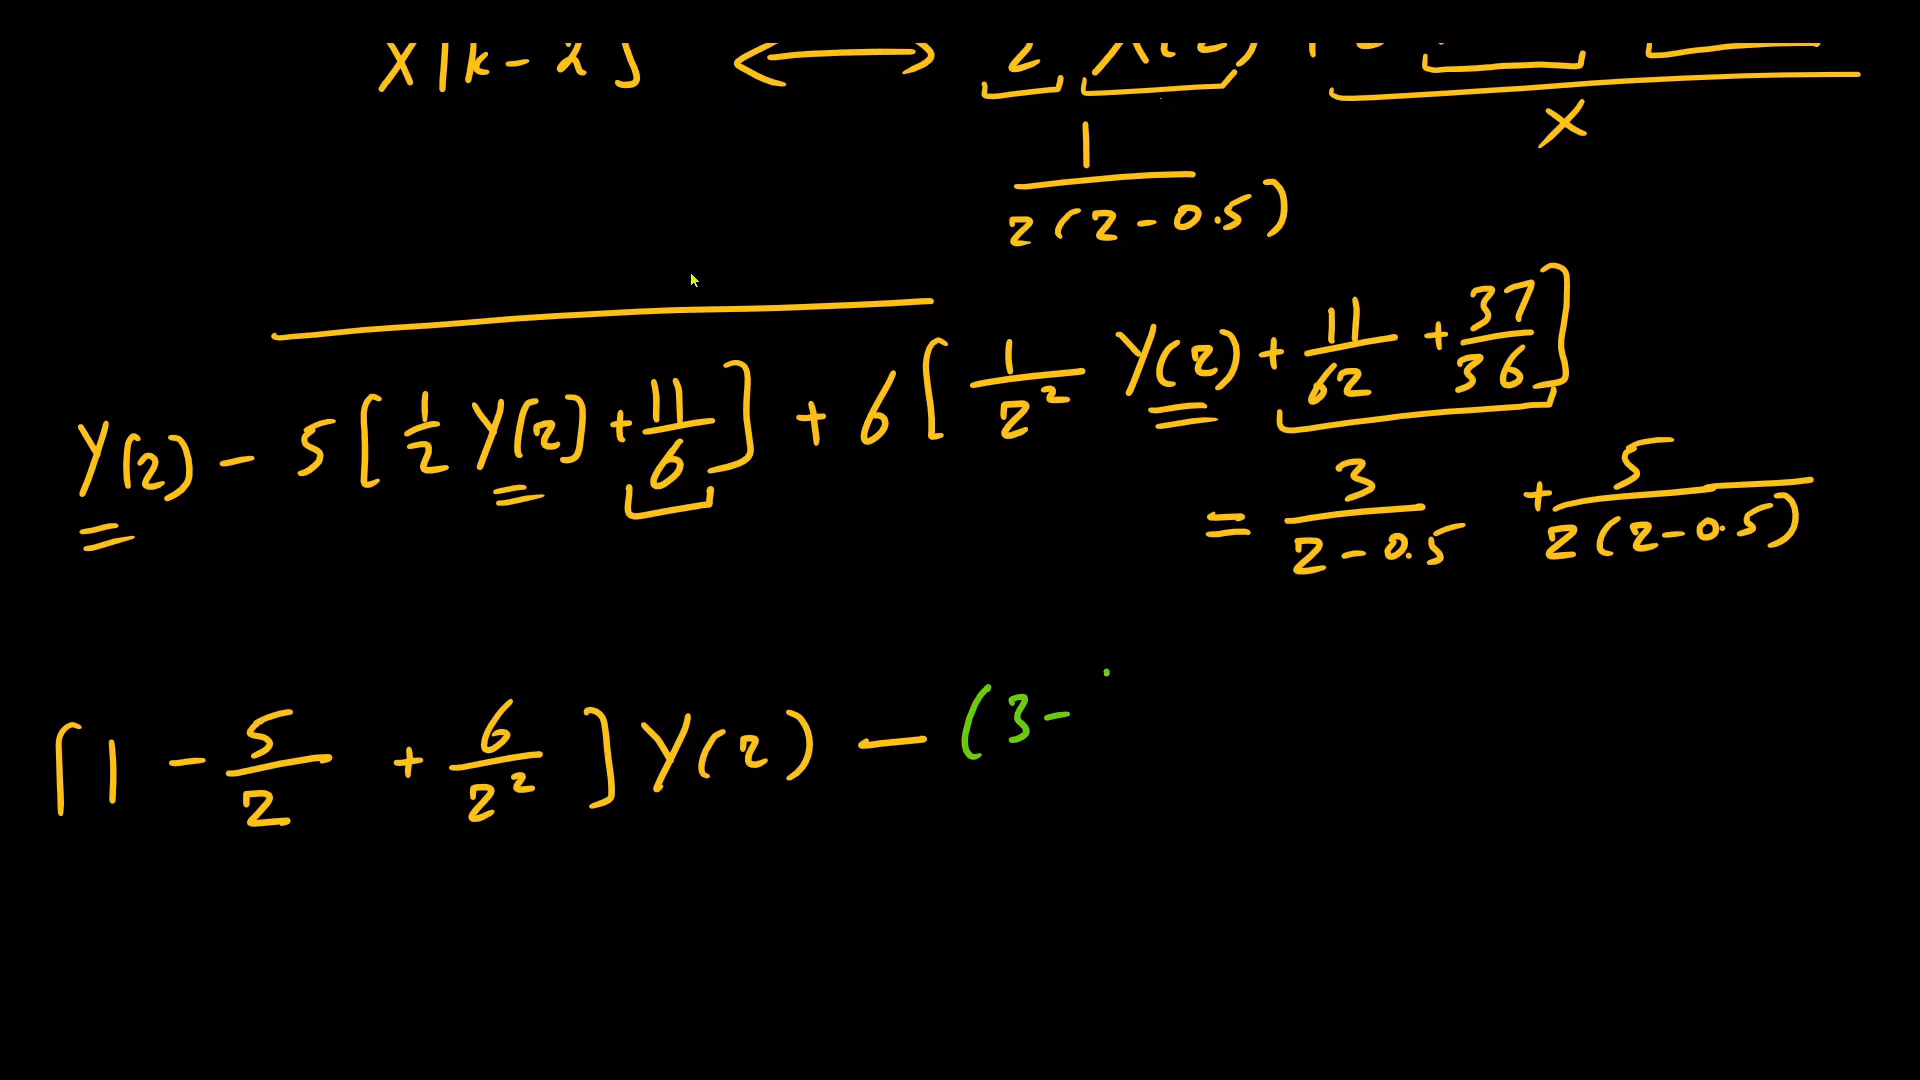 x[k-2] ⟷
1/(z(z-0.5)) x
Y(z) - 5[1/z Y(z) + 11/6] + 6[1/z² Y(z) + 11/(6z) + 37/36]
= 3/(z-0.5) + 5/(z(z-0.5))
[1 - 5/z + 6/z²] Y(z) - (3-